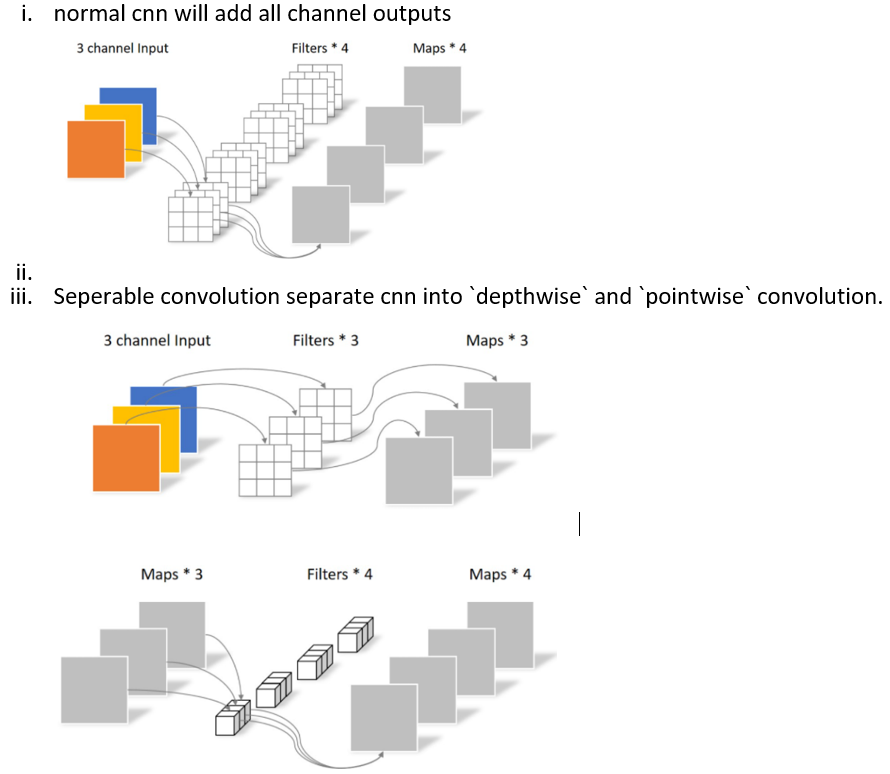 i. normal cnn will add all channel outputs
3 channel Input Filters * 4 Maps * 4
ii.
iii. Seperable convolution separate cnn into `depthwise` and `pointwise` convolution.
3 channel Input Filters * 3 Maps * 3
Maps * 3 Filters * 4 Maps * 4